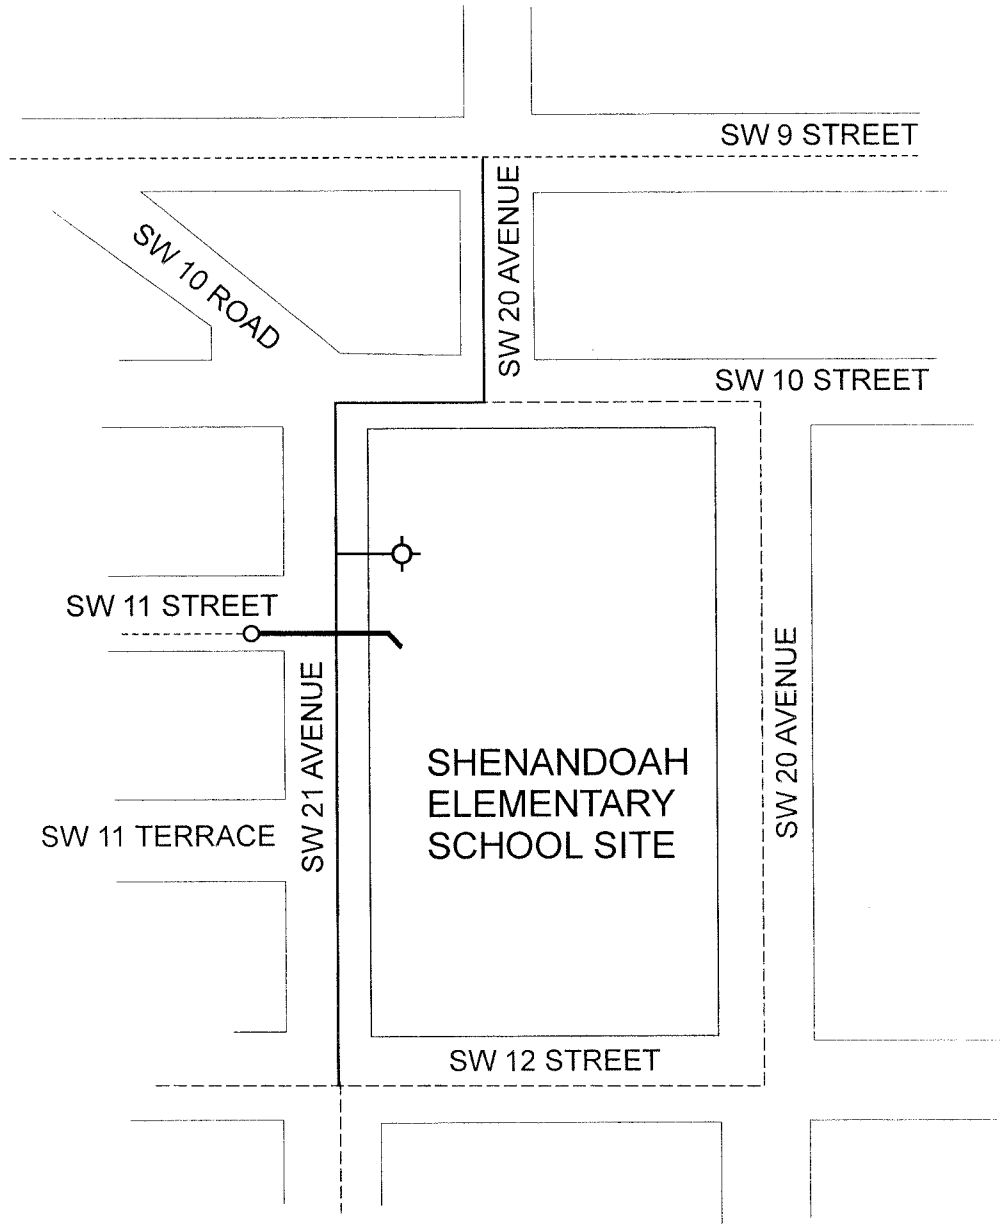 SW 9 STREET
SW 20 AVENUE
SW 10 ROAD
SW 10 STREET
SW 11 STREET
SW 21 AVENUE
SW 20 AVENUE
SHENANDOAH
ELEMENTARY
SCHOOL SITE
SW 11 TERRACE
SW 12 STREET